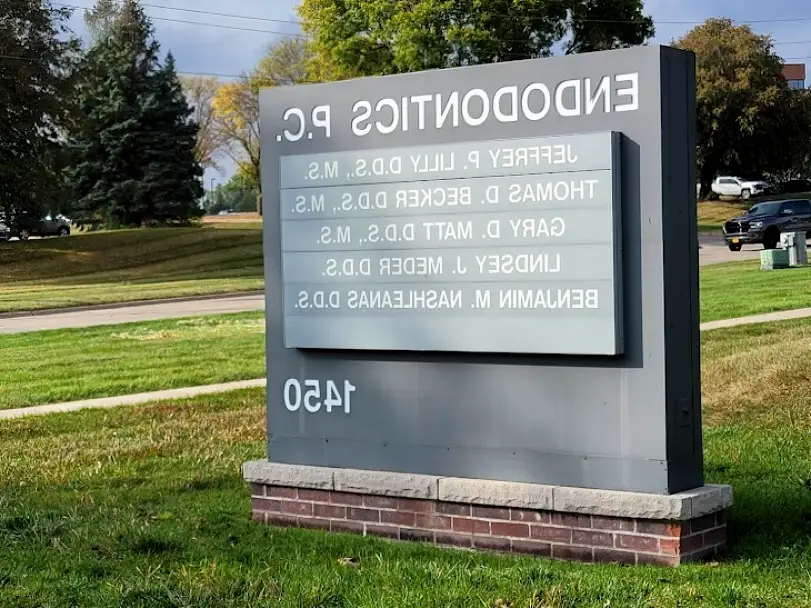 ENDODONTICS P.C.
JEFFREY P. LILLY D.D.S., M.S.
THOMAS D. BECKER D.D.S., M.S.
GARY D. MATT D.D.S., M.S.
LINDSEY J. MEDER D.D.S.
BENJAMIN M. NASHLEANAS D.D.S.
1450